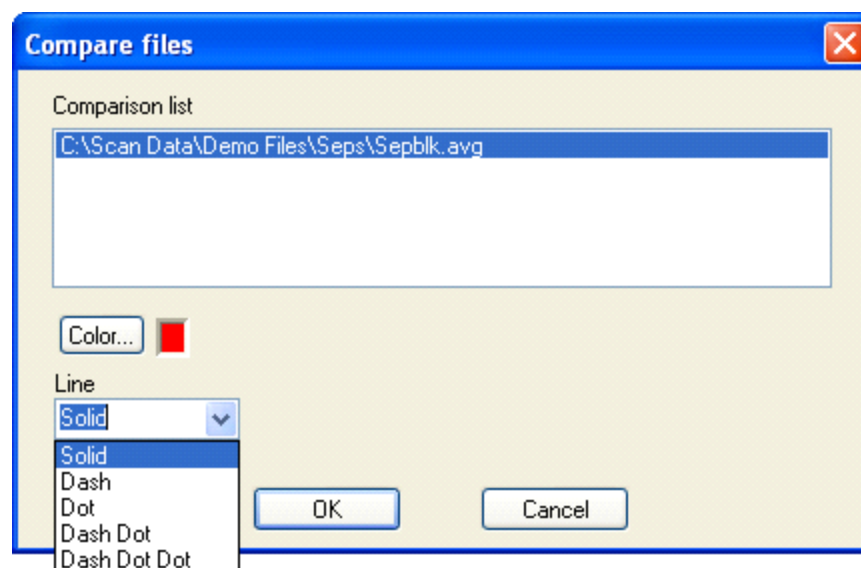 Compare files
Comparison list
C:\Scan Data\Demo Files\Seps\Sepblk.avg
Color...
Line
Solid
Solid
Dash
Dot
Dash Dot
Dash Dot Dot
OK
Cancel